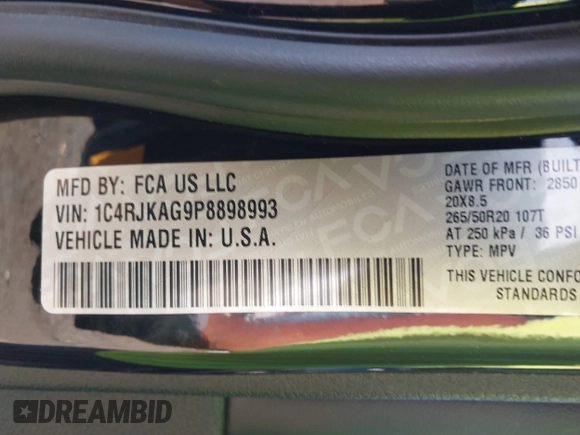 MFD BY: FCA US LLC
VIN: 1C4RJKAG9P8898993
VEHICLE MADE IN: U.S.A.
DATE OF MFR (BUILT
GAWR FRONT: 2850
20X8.5
265/50R20 107T
AT 250 kPa / 36 PSI
TYPE: MPV
THIS VEHICLE CONFO
STANDARDS
DREAMBID